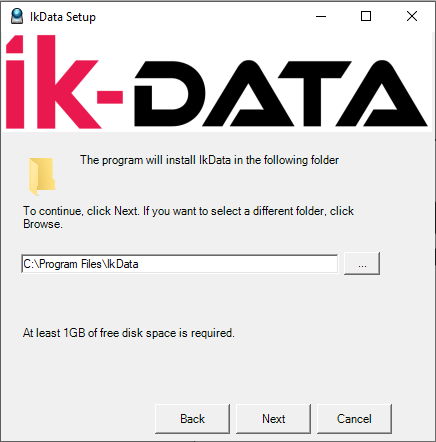 IkData Setup
ik-DATA
The program will install IkData in the following folder
To continue, click Next. If you want to select a different folder, click
Browse.
C:\Program Files\IkData
...
At least 1GB of free disk space is required.
Back
Next
Cancel